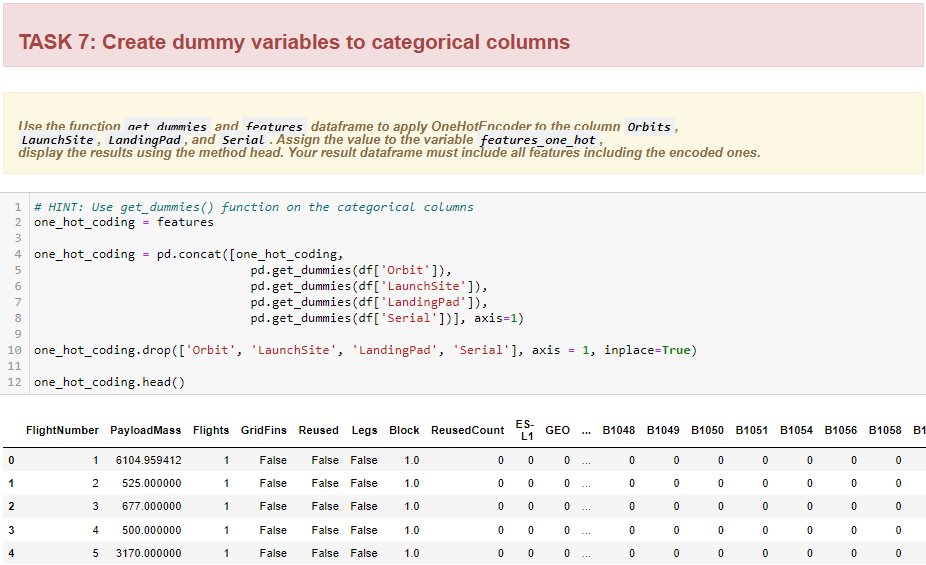 TASK 7: Create dummy variables to categorical columns
Use the function get_dummies and features dataframe to apply OneHotEncoder to the column Orbits ,
LaunchSite , LandingPad , and Serial . Assign the value to the variable features_one_hot ,
display the results using the method head. Your result dataframe must include all features including the encoded ones.
1 # HINT: Use get_dummies() function on the categorical columns
2 one_hot_coding = features
3
4 one_hot_coding = pd.concat([one_hot_coding,
5 pd.get_dummies(df['Orbit']),
6 pd.get_dummies(df['LaunchSite']),
7 pd.get_dummies(df['LandingPad']),
8 pd.get_dummies(df['Serial'])], axis=1)
9
10 one_hot_coding.drop(['Orbit', 'LaunchSite', 'LandingPad', 'Serial'], axis = 1, inplace=True)
11
12 one_hot_coding.head()
FlightNumber PayloadMass Flights GridFins Reused Legs Block ReusedCount ES-L1 GEO ... B1048 B1049 B1050 B1051 B1054 B1056 B1058 B1
0 1 6104.959412 1 False False False 1.0 0 0 0 ... 0 0 0 0 0 0 0
1 2 525.000000 1 False False False 1.0 0 0 0 ... 0 0 0 0 0 0 0
2 3 677.000000 1 False False False 1.0 0 0 0 ... 0 0 0 0 0 0 0
3 4 500.000000 1 False False False 1.0 0 0 0 ... 0 0 0 0 0 0 0
4 5 3170.000000 1 False False False 1.0 0 0 0 ... 0 0 0 0 0 0 0